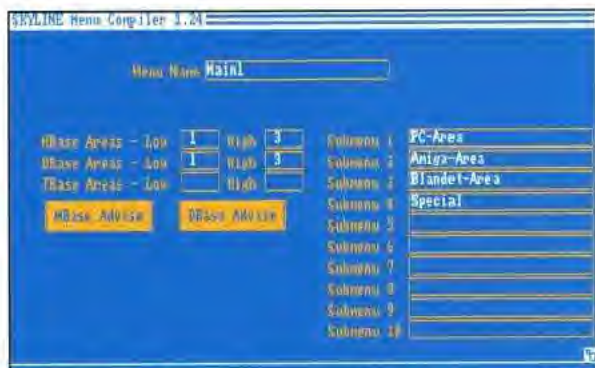 SKYLINE Menu Compiler 1.24
Menu Name Main1
MBase Areas - Low 1 High 3
DBase Areas - Low 1 High 3
TBase Areas - Low High
MBase Advise DBase Advise
Submenu 1 PC-Area
Submenu 2 Amiga-Area
Submenu 3 Blandet-Area
Submenu 4 Special
Submenu 5
Submenu 6
Submenu 7
Submenu 8
Submenu 9
Submenu 10